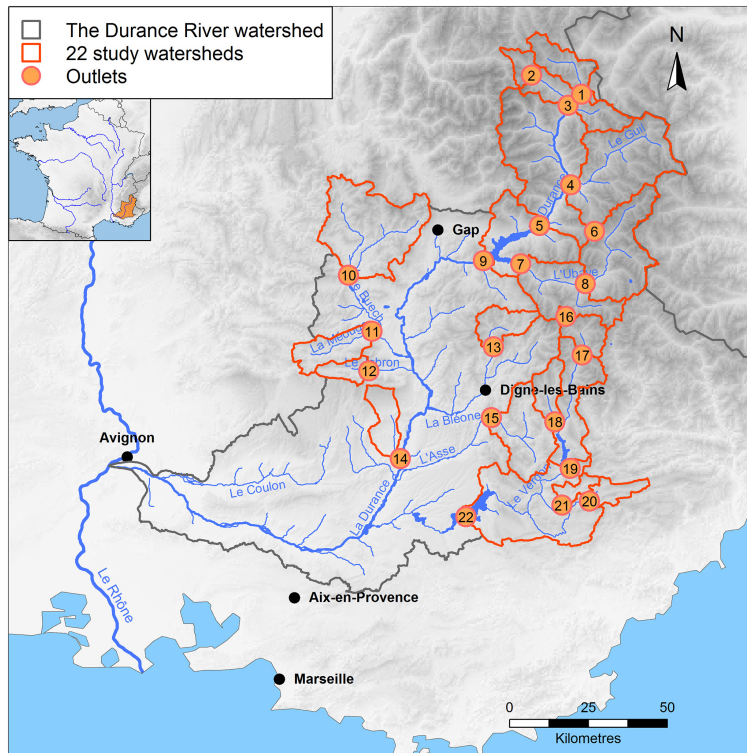 The Durance River watershed
22 study watersheds
Outlets
N
2
1
3
Le Guil
4
Durance
5
6
Gap
9
7
L'Ubaye
8
10
Le Buëch
16
11
La Méouge
13
17
12
Le Jabron
Digne-les-Bains
15
18
La Bléone
Avignon
14
L'Asse
19
Le Coulon
La Durance
Le Verdon
20
21
22
Le Rhône
Aix-en-Provence
Marseille
0 25 50
Kilometres